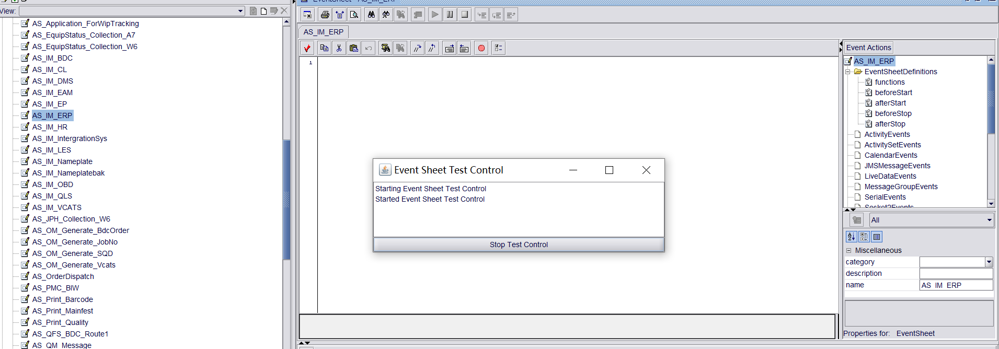 View:
AS_Application_ForWipTracking
AS_EquipStatus_Collection_A7
AS_EquipStatus_Collection_W6
AS_IM_BDC
AS_IM_CL
AS_IM_DMS
AS_IM_EAM
AS_IM_EP
AS_IM_ERP
AS_IM_HR
AS_IM_IntergrationSys
AS_IM_LES
AS_IM_Nameplate
AS_IM_Nameplatebak
AS_IM_OBD
AS_IM_QLS
AS_IM_VCATS
AS_JPH_Collection_W6
AS_OM_Generate_BdcOrder
AS_OM_Generate_JobNo
AS_OM_Generate_SQD
AS_OM_Generate_Vcats
AS_OrderDispatch
AS_PMC_BIW
AS_Print_Barcode
AS_Print_Mainfest
AS_Print_Quality
AS_QFS_BDC_Route1
AS_QM_Message
EventSheet - AS_IM_ERP
AS_IM_ERP
1
Event Sheet Test Control
Starting Event Sheet Test Control
Started Event Sheet Test Control
Stop Test Control
Event Actions
AS_IM_ERP
EventSheetDefinitions
functions
beforeStart
afterStart
beforeStop
afterStop
ActivityEvents
ActivitySetEvents
CalendarEvents
JMSMessageEvents
LiveDataEvents
MessageGroupEvents
SerialEvents
Socket2Events
All
Miscellaneous
category
description
name AS_IM_ERP
Properties for: EventSheet